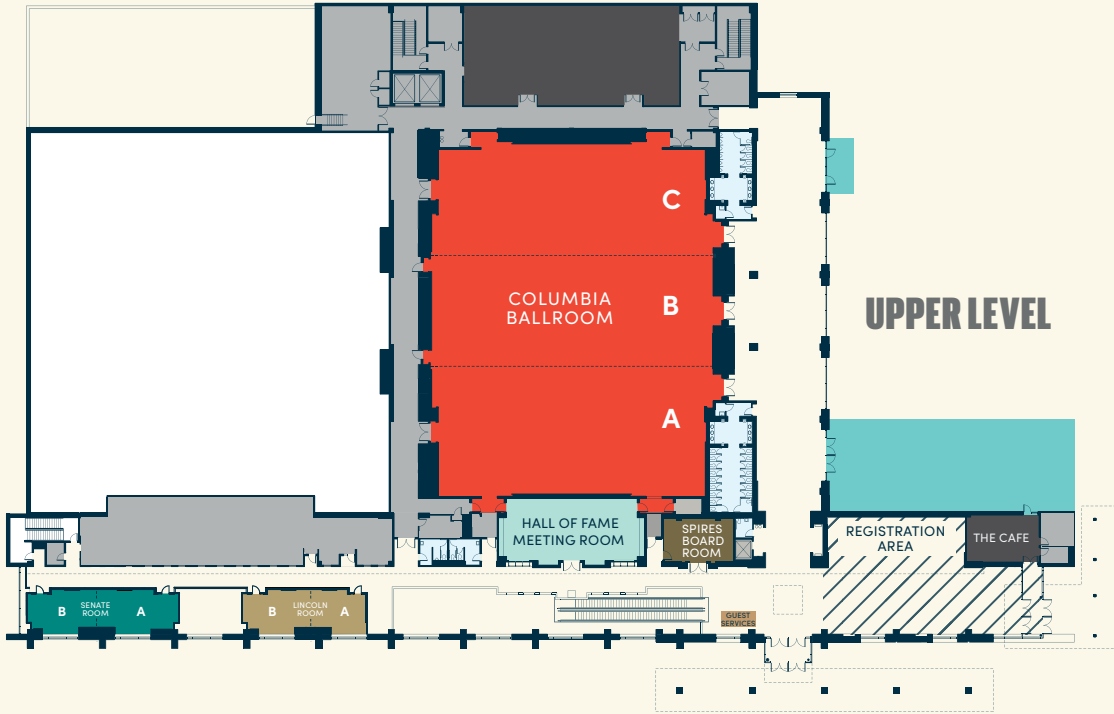 C
COLUMBIA
BALLROOM
B
UPPER LEVEL
A
HALL OF FAME
MEETING ROOM
SPIRES
BOARD
ROOM
REGISTRATION
AREA
THE CAFE
B
SENATE
ROOM
A
B
LINCOLN
ROOM
A
GUEST
SERVICES